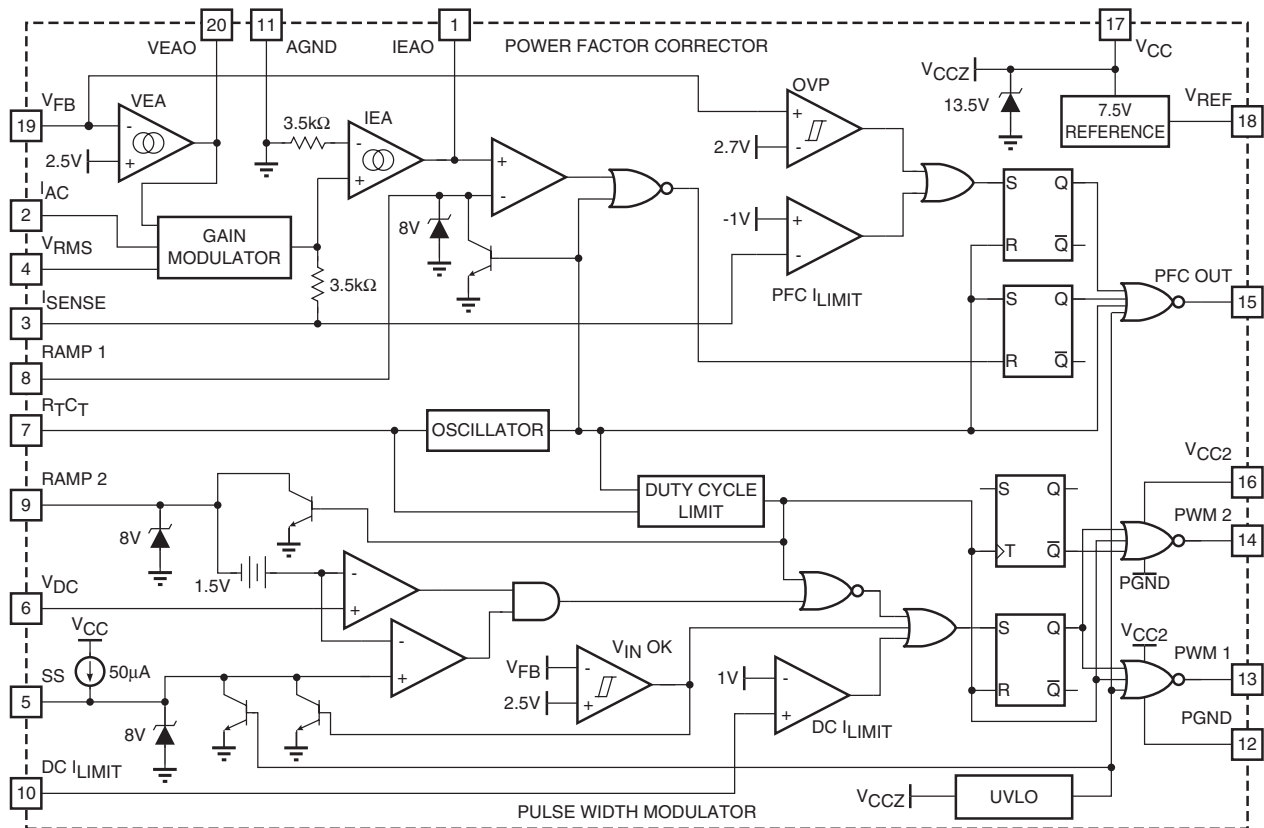 20
11
1
17
VEAO
AGND
IEAO
POWER FACTOR CORRECTOR
VCC
VFB
VEA
VCCZ
OVP
13.5V
7.5V
REFERENCE
VREF
19
18
-
+
2.5V
3.5kΩ
IEA
-
+
+
-
+
-
2.7V
IAC
2
GAIN
MODULATOR
VRMS
4
8V
-1V
+
-
PFC ILIMIT
S
Q
R
Q
ISENSE
3
3.5kΩ
PFC OUT
15
S
Q
R
Q
RAMP 1
8
RTCT
7
OSCILLATOR
VCC2
16
RAMP 2
9
DUTY CYCLE
LIMIT
S
Q
T
Q
PWM 2
14
PGND
8V
1.5V
-
+
VDC
6
VCC
50µA
-
+
SS
5
8V
VFB
2.5V
-
+
VIN OK
1V
-
+
DC ILIMIT
S
Q
R
Q
VCC2
PWM 1
13
PGND
12
DC ILIMIT
10
VCCZ
UVLO
PULSE WIDTH MODULATOR